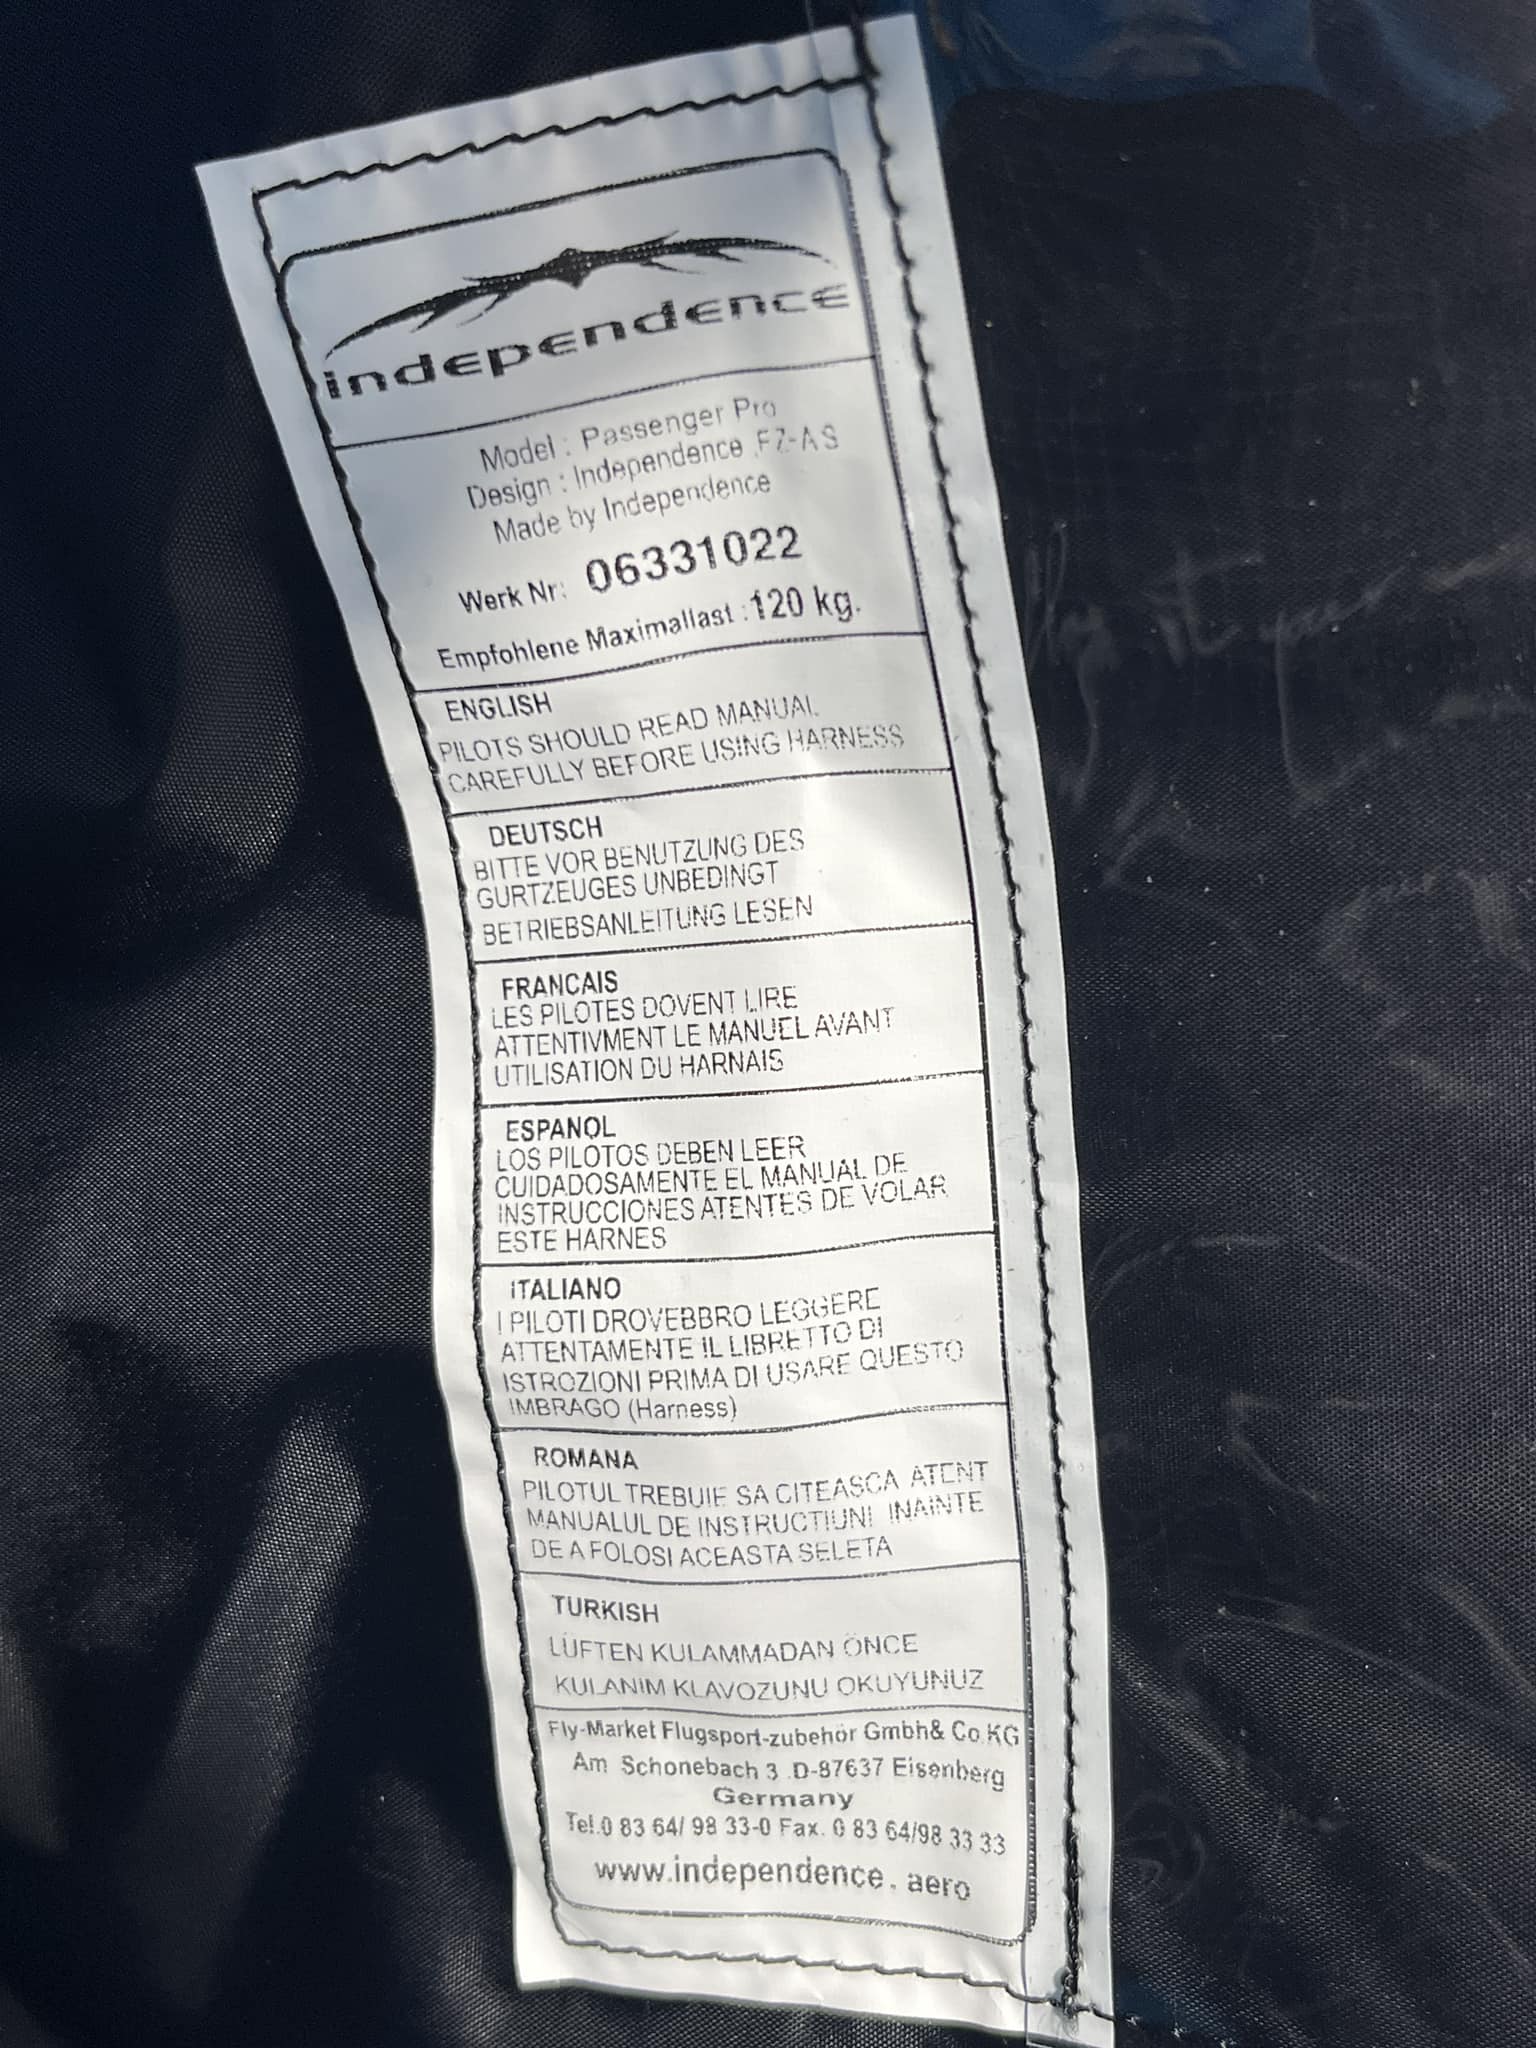 independence
Model : Passenger Pro
Design : Independence FZ-AS
Made by Independence
Werk Nr: 06331022
Empfohlene Maximallast : 120 kg.
ENGLISH
PILOTS SHOULD READ MANUAL
CAREFULLY BEFORE USING HARNESS
DEUTSCH
BITTE VOR BENUTZUNG DES
GURTZEUGES UNBEDINGT
BETRIEBSANLEITUNG LESEN
FRANCAIS
LES PILOTES DOVENT LIRE
ATTENTIVMENT LE MANUEL AVANT
UTILISATION DU HARNAIS
ESPANOL
LOS PILOTOS DEBEN LEER
CUIDADOSAMENTE EL MANUAL DE
INSTRUCCIONES ATENTES DE VOLAR
ESTE HARNES
ITALIANO
I PILOTI DROVEBBRO LEGGERE
ATTENTAMENTE IL LIBRETTO DI
ISTROZIONI PRIMA DI USARE QUESTO
IMBRAGO (Harness)
ROMANA
PILOTUL TREBUIE SA CITEASCA ATENT
MANUALUL DE INSTRUCTIUNI INAINTE
DE A FOLOSI ACEASTA SELETA
TURKISH
LÜFTEN KULAMMADAN ÖNCE
KULANIM KLAVOZUNU OKUYUNUZ
Fly-Market Flugsport-zubehör Gmbh& Co.KG
Am Schonebach 3 .D-87637 Eisenberg
Germany
Tel.0 83 64/ 98 33-0 Fax. 0 83 64/98 33 33
www.independence.aero